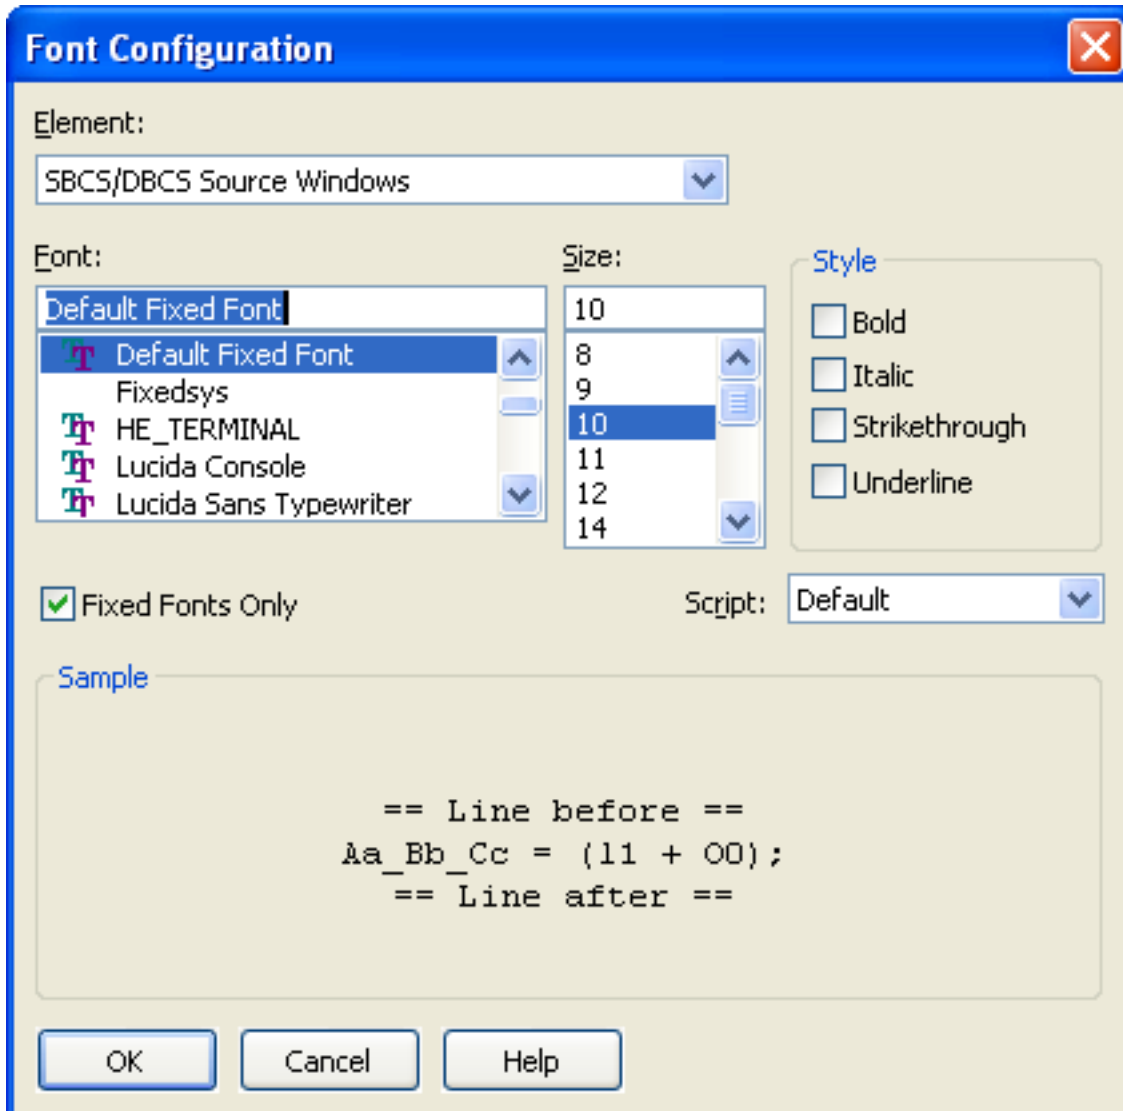 Font Configuration
Element:
SBCS/DBCS Source Windows
Font:
Default Fixed Font
Default Fixed Font
Fixedsys
HE_TERMINAL
Lucida Console
Lucida Sans Typewriter
Size:
10
8
9
10
11
12
14
Style
Bold
Italic
Strikethrough
Underline
Fixed Fonts Only
Script:
Default
Sample
== Line before ==
Aa_Bb_Cc = (l1 + O0);
== Line after ==
OK
Cancel
Help